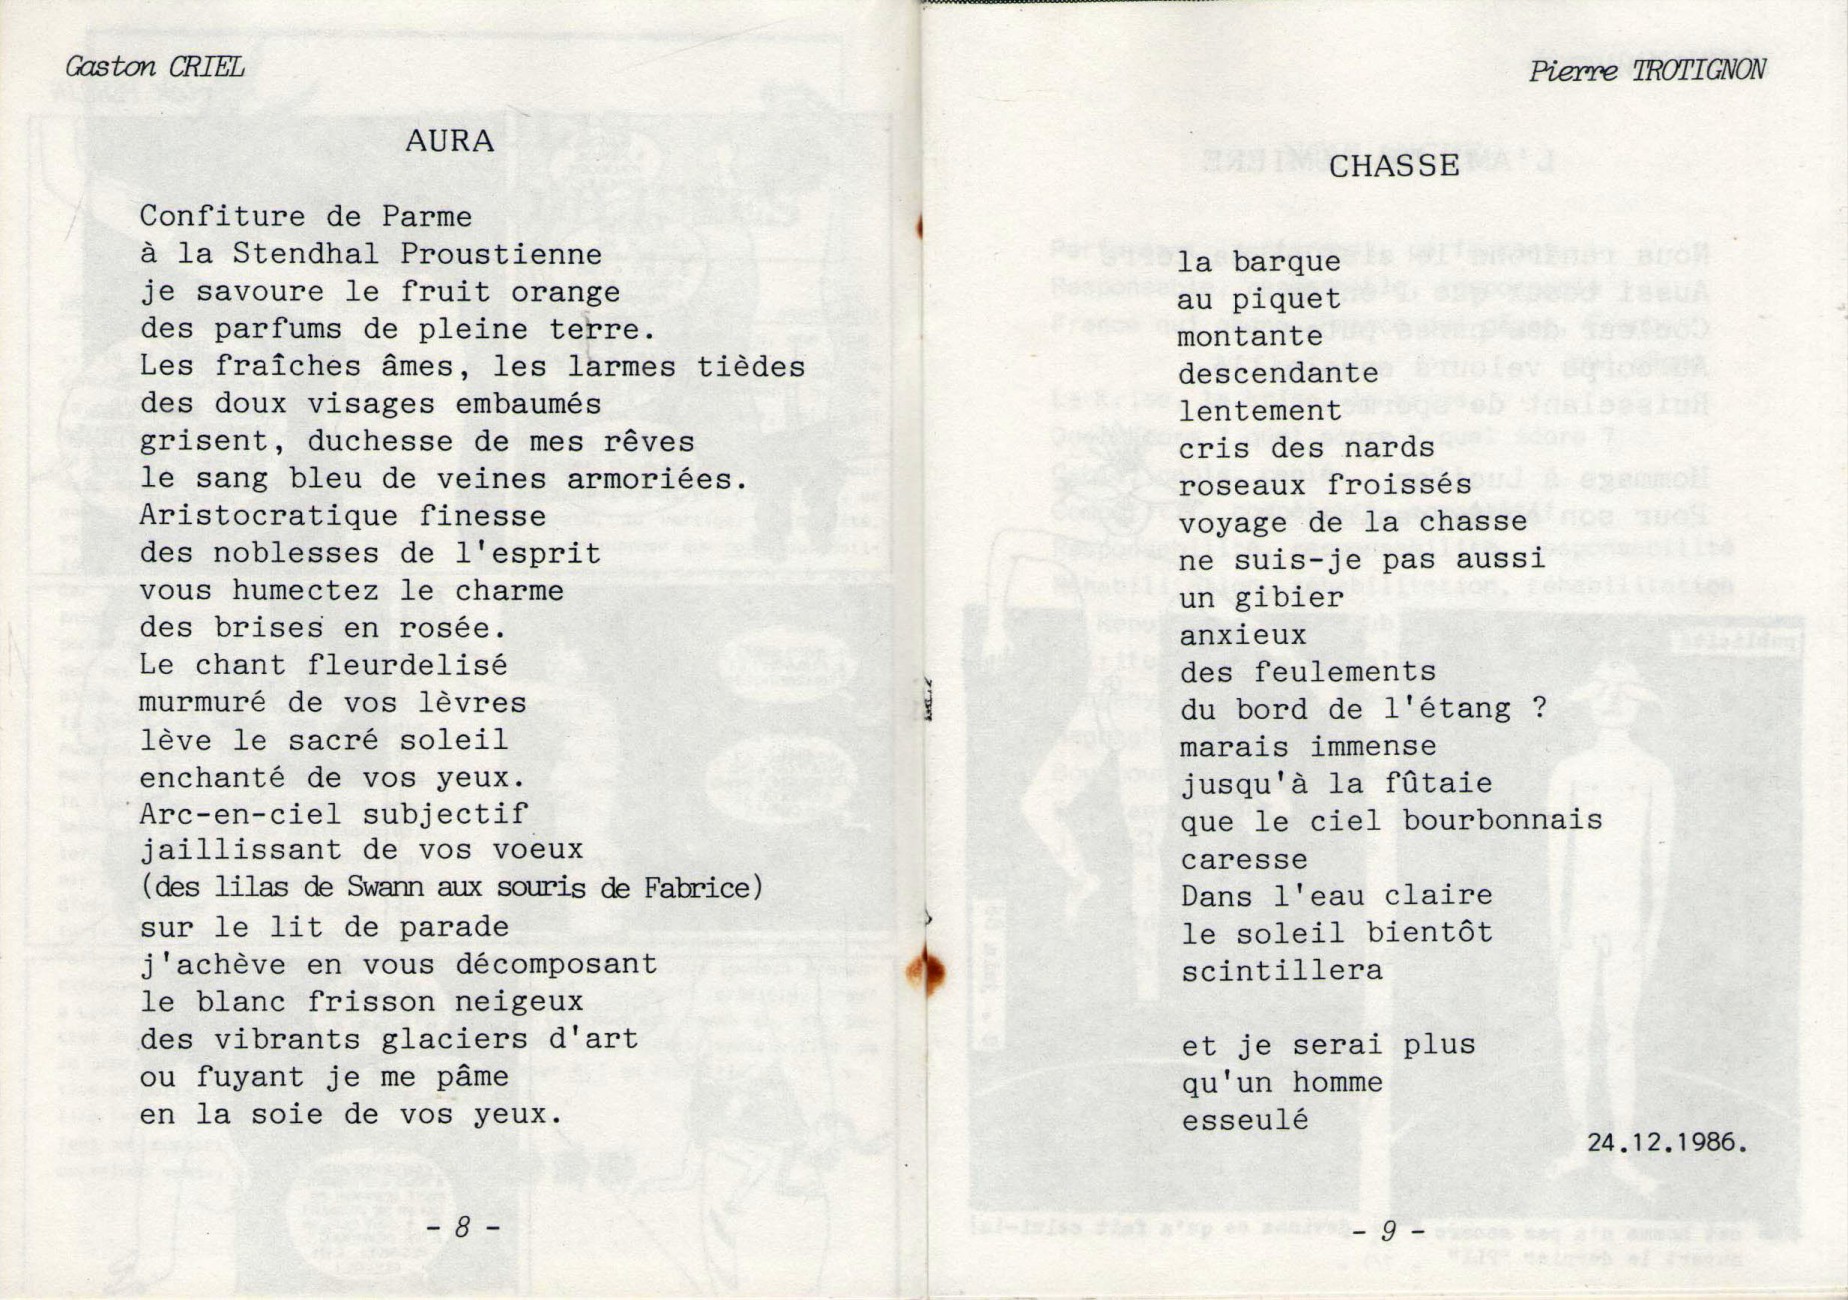 Gaston CRIEL
AURA
Confiture de Parme
à la Stendhal Proustienne
je savoure le fruit orange
des parfums de pleine terre.
Les fraîches âmes, les larmes tièdes
des doux visages embaumés
grisent, duchesse de mes rêves
le sang bleu de veines armoriées.
Aristocratique finesse
des noblesses de l'esprit
vous humectez le charme
des brises en rosée.
Le chant fleurdelisé
murmuré de vos lèvres
lève le sacré soleil
enchanté de vos yeux.
Arc-en-ciel subjectif
jaillissant de vos voeux
(des lilas de Swann aux souris de Fabrice)
sur le lit de parade
j'achève en vous décomposant
le blanc frisson neigeux
des vibrants glaciers d'art
ou fuyant je me pâme
en la soie de vos yeux.
- 8 -
Pierre TROTIGNON
CHASSE
la barque
au piquet
montante
descendante
lentement
cris des nards
roseaux froissés
voyage de la chasse
ne suis-je pas aussi
un gibier
anxieux
des feulements
du bord de l'étang ?
marais immense
jusqu'à la fûtaie
que le ciel bourbonnais
caresse
Dans l'eau claire
le soleil bientôt
scintillera
et je serai plus
qu'un homme
esseulé
24.12.1986.
- 9 -